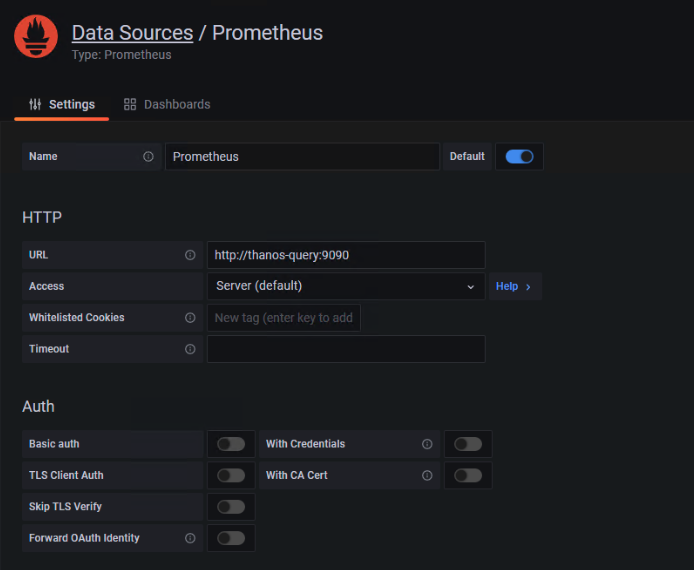 Data Sources / Prometheus
Type: Prometheus
Settings Dashboards
Name Prometheus Default
HTTP
URL http://thanos-query:9090
Access Server (default) Help >
Whitelisted Cookies New tag (enter key to add
Timeout
Auth
Basic auth With Credentials
TLS Client Auth With CA Cert
Skip TLS Verify
Forward OAuth Identity